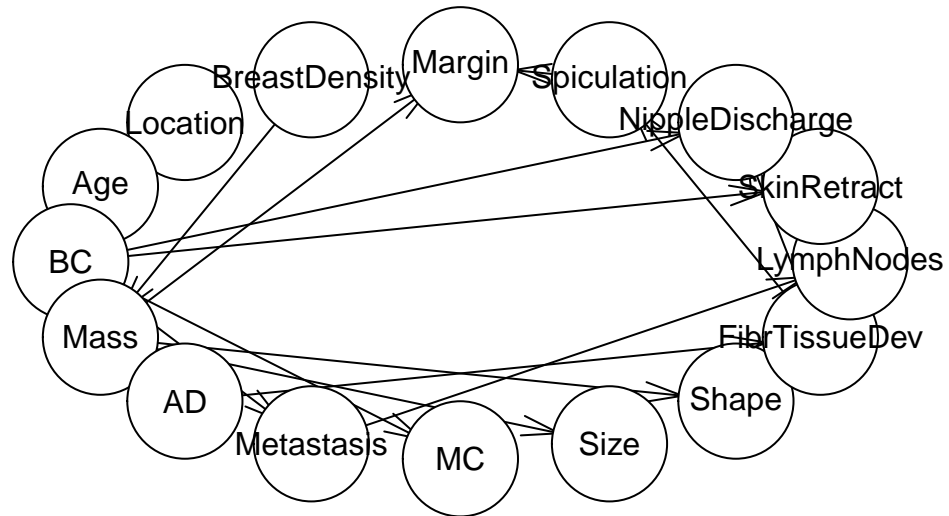 Margin
BreastDensity
Spiculation
Location
NippleDischarge
Age
SkinRetract
BC
LymphNodes
Mass
FibrTissueDev
AD
Shape
Metastasis
MC
Size